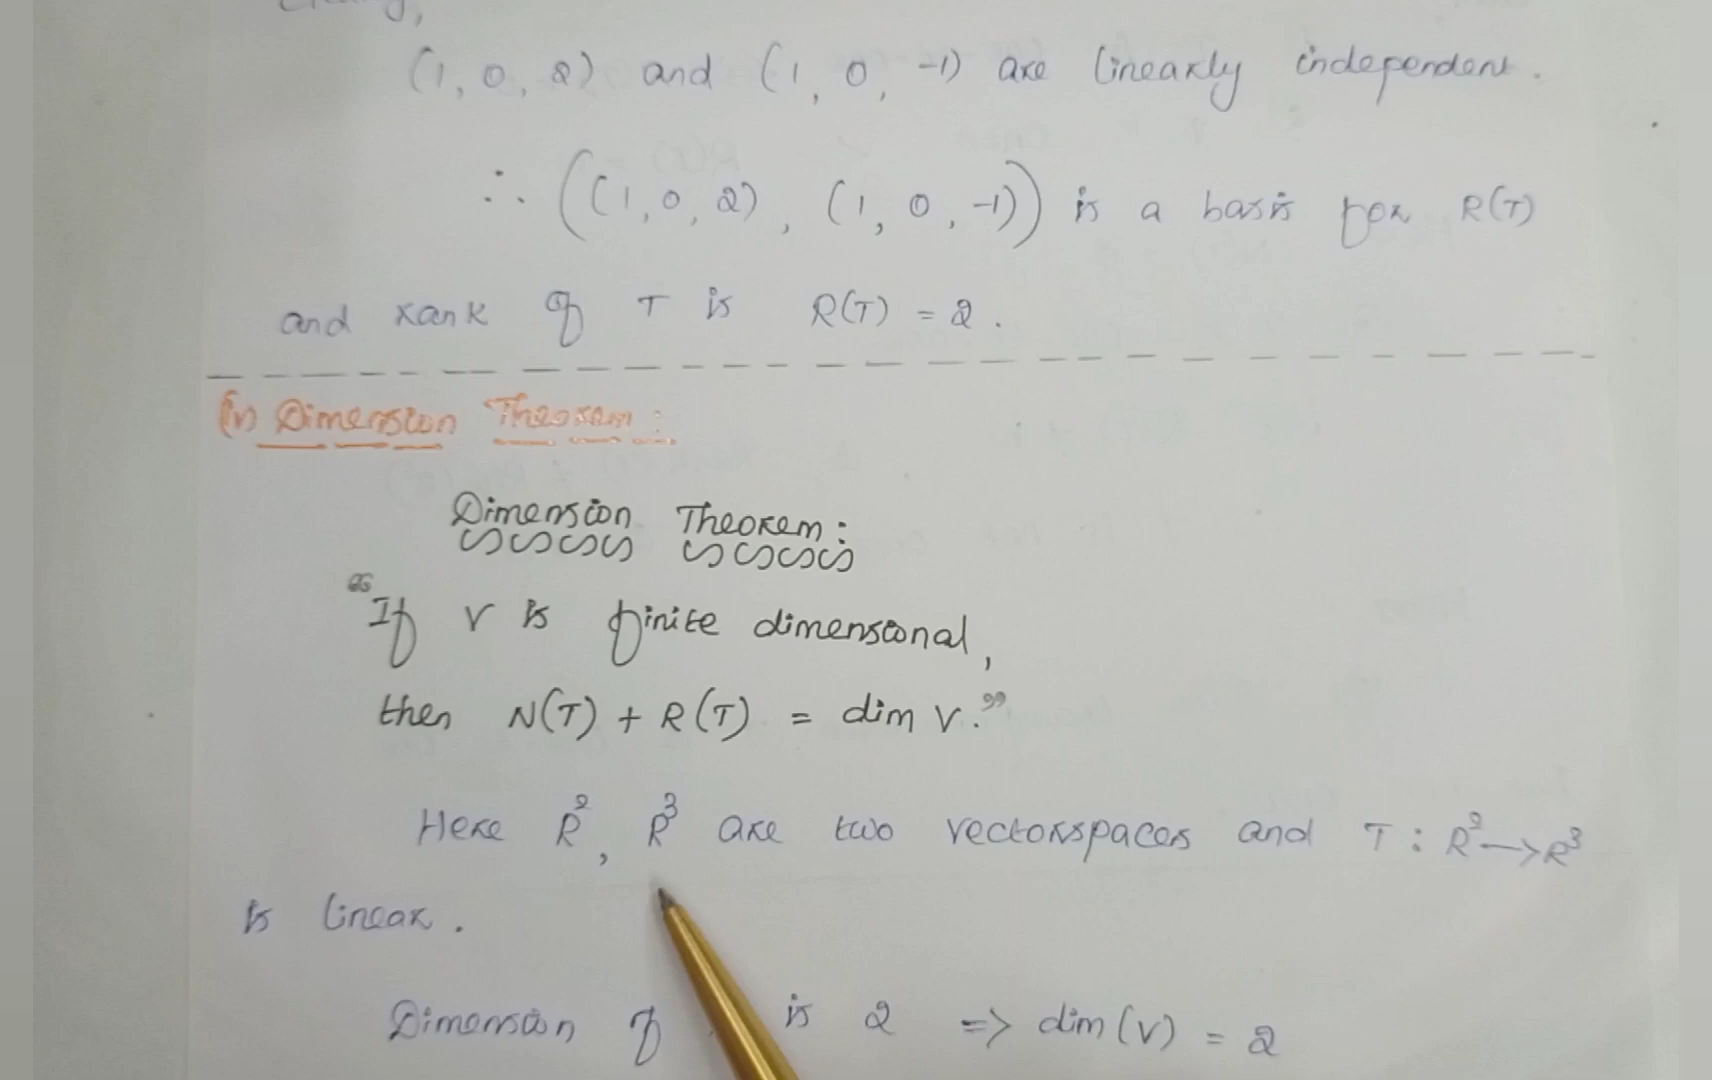 (1, 0, 2) and (1, 0, -1) are linearly independent.
∴ ((1, 0, 2), (1, 0, -1)) is a basis for R(T)
and rank of T is R(T) = 2.
(iv) Dimension Theorem:
Dimension Theorem:
"If V is finite dimensional,
then N(T) + R(T) = dim V."
Here R², R³ are two vectorspaces and T : R² → R³
is linear.
Dimension of is 2 => dim(V) = 2